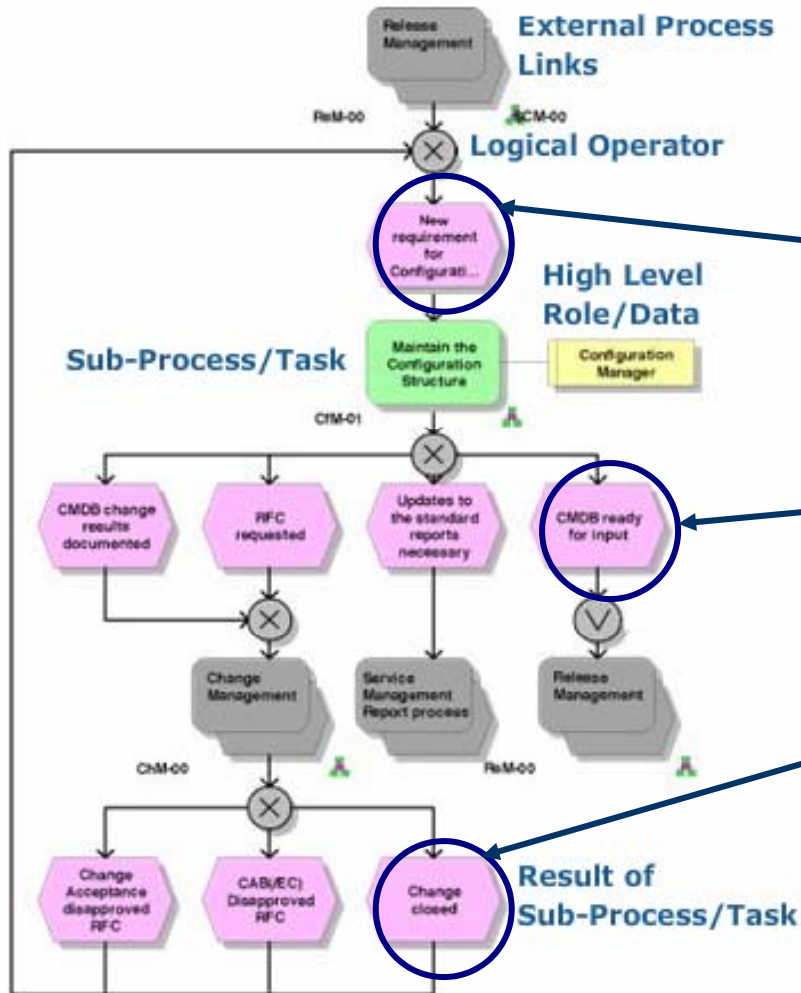 Release
Management
External Process
Links
ReM-00
SCM-00
Logical Operator
New
requirement
for
Configurati...
High Level
Role/Data
Sub-Process/Task
Maintain the
Configuration
Structure
Configuration
Manager
CfM-01
CMDB change
results
documented
RFC
requested
Updates to
the standard
reports
necessary
CMDB ready
for input
Change
Management
Service
Management
Report process
Release
Management
ChM-00
ReM-00
Change
Acceptance
disapproved
RFC
CAB(/EC)
Disapproved
RFC
Change
closed
Result of
Sub-Process/Task